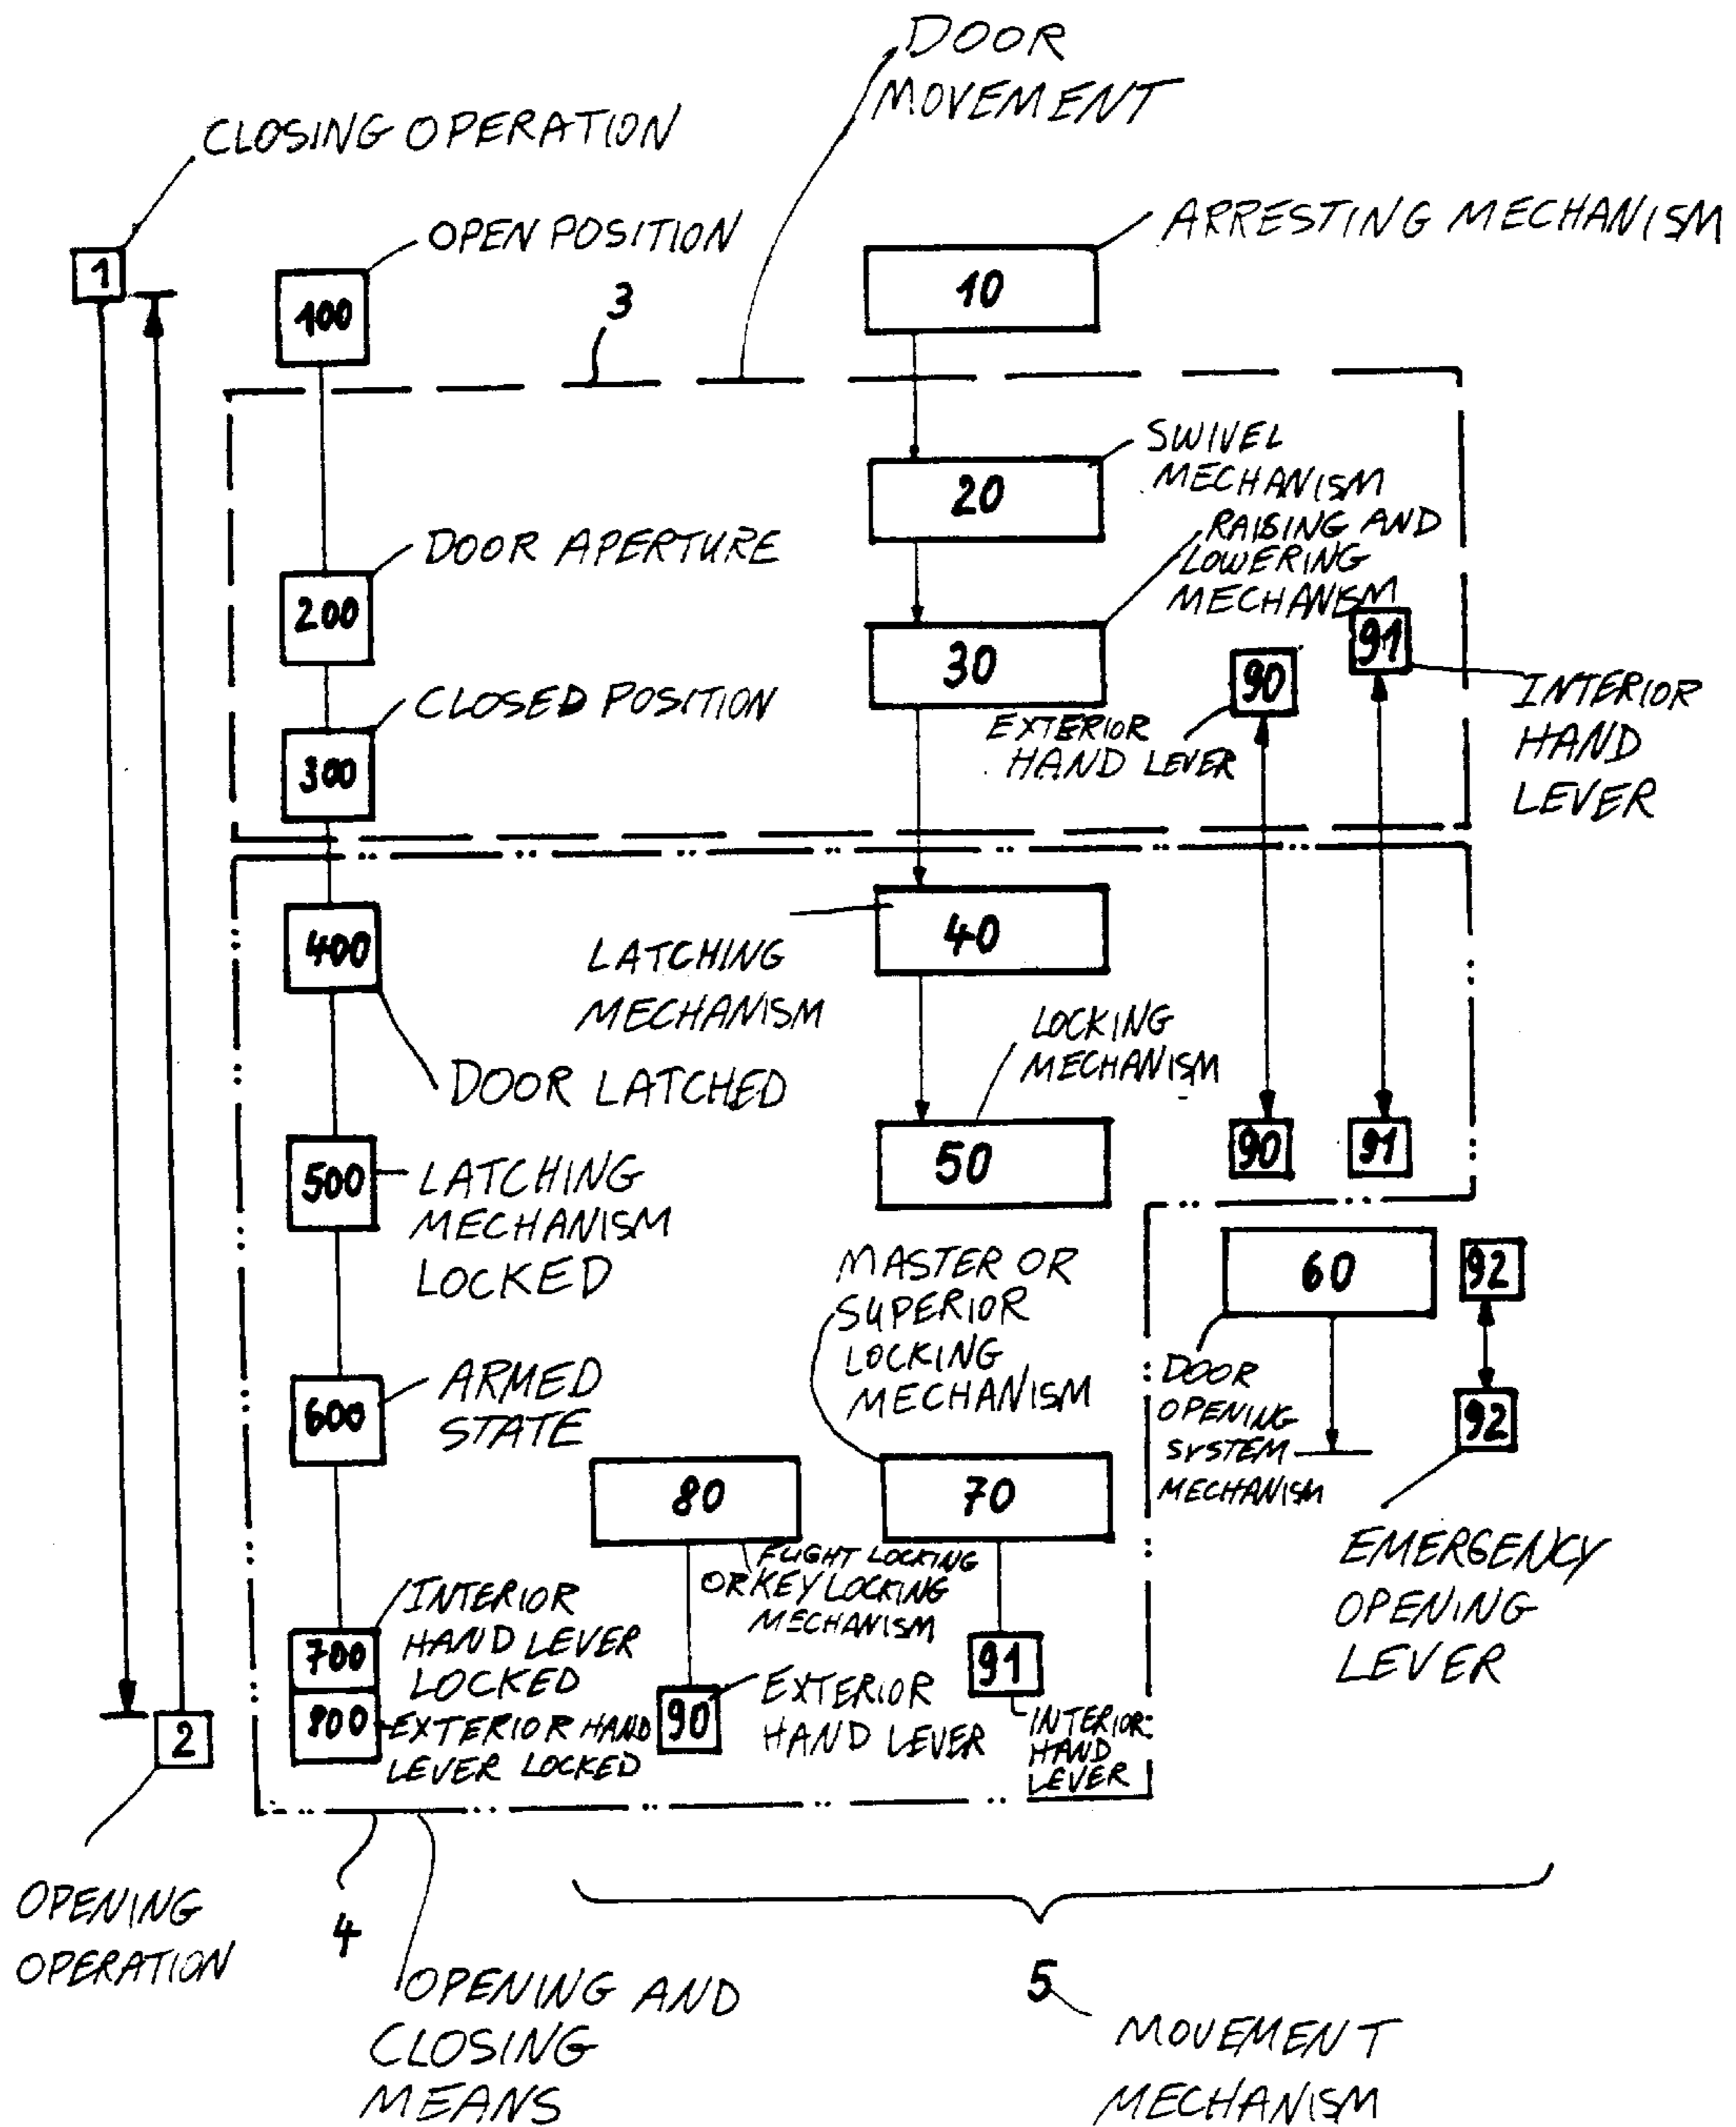 DOOR
MOVEMENT
CLOSING OPERATION
ARRESTING MECHANISM
OPEN POSITION
1
10
3
100
SWIVEL
MECHANISM
20
RAISING AND
LOWERING
MECHANISM
DOOR APERTURE
200
30
91
90
CLOSED POSITION
INTERIOR
HAND
LEVER
EXTERIOR
HAND LEVER
300
400
40
LATCHING
MECHANISM
LOCKING
MECHANISM
DOOR LATCHED
500
50
90
91
LATCHING
MECHANISM
LOCKED
MASTER OR
SUPERIOR
LOCKING
MECHANISM
60
92
DOOR
OPENING
SYSTEM
MECHANISM
ARMED
STATE
600
92
80
70
EMERGENCY
OPENING
LEVER
FLIGHT LOCKING
OR KEY LOCKING
MECHANISM
INTERIOR
HAND LEVER
LOCKED
700
91
EXTERIOR
HAND LEVER
90
800
EXTERIOR HAND
LEVER LOCKED
INTERIOR
HAND
LEVER
2
OPENING
OPERATION
4
5
OPENING AND
CLOSING
MEANS
MOVEMENT
MECHANISM